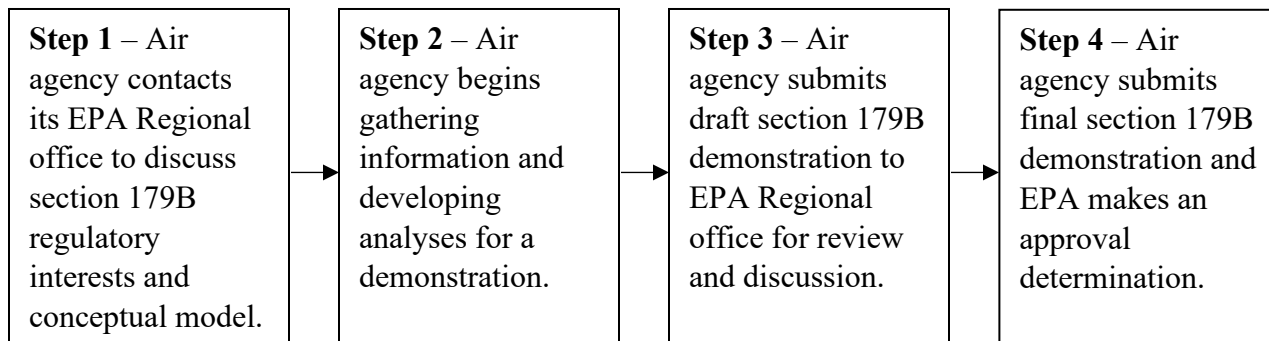 Step 1 – Air
agency contacts
its EPA Regional
office to discuss
section 179B
regulatory
interests and
conceptual model.
Step 2 – Air
agency begins
gathering
information and
developing
analyses for a
demonstration.
Step 3 – Air
agency submits
draft section 179B
demonstration to
EPA Regional
office for review
and discussion.
Step 4 – Air
agency submits
final section 179B
demonstration and
EPA makes an
approval
determination.